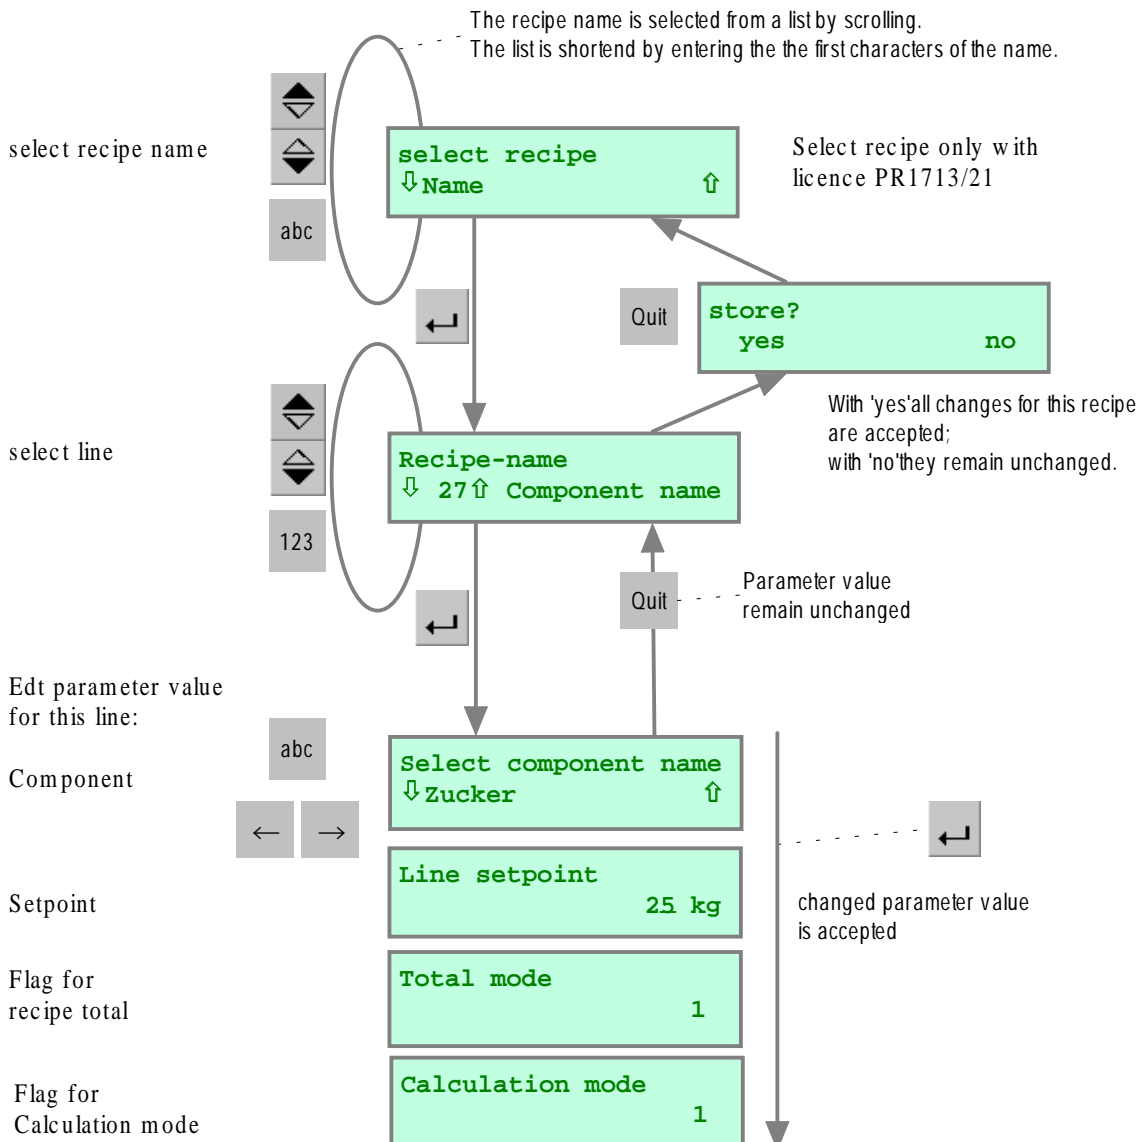 The recipe name is selected from a list by scrolling.
The list is shortend by entering the the first characters of the name.
select recipe name
abc
select recipe
⇩Name ⇧
Select recipe only with
licence PR1713/21
Quit
store?
yes no
With 'yes'all changes for this recipe
are accepted;
with 'no'they remain unchanged.
select line
123
Recipe-name
⇩ 27⇧ Component name
Quit
Parameter value
remain unchanged
Edt parameter value
for this line:
Component
abc
← →
Select component name
⇩Zucker ⇧
Setpoint
Line setpoint
25 kg
changed parameter value
is accepted
Flag for
recipe total
Total mode
1
Flag for
Calculation mode
Calculation mode
1